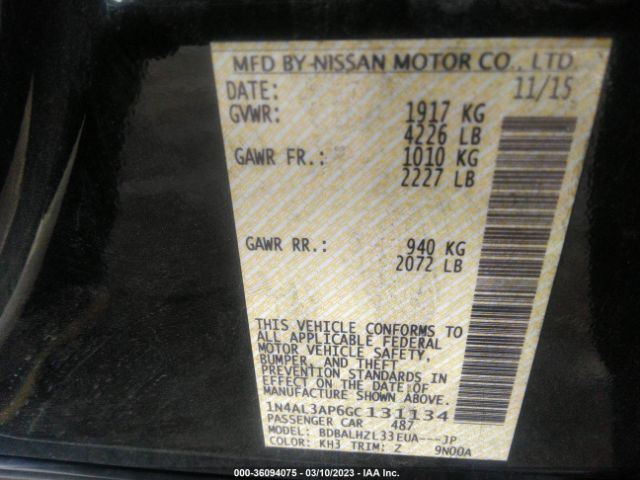 MFD BY NISSAN MOTOR CO., LTD.
DATE: 11/15
GVWR: 1917 KG
4226 LB
GAWR FR.: 1010 KG
2227 LB
GAWR RR.: 940 KG
2072 LB
THIS VEHICLE CONFORMS TO
ALL APPLICABLE FEDERAL
MOTOR VEHICLE SAFETY,
BUMPER, AND THEFT
PREVENTION STANDARDS IN
EFFECT ON THE DATE OF
MANUFACTURE SHOWN ABOVE.
1N4AL3AP6GC131134
PASSENGER CAR 487
MODEL: BDBALHZL33EUA---JP
COLOR: KH3 TRIM: Z 9N00A
000-36094075 — 03/10/2023 — IAA Inc.